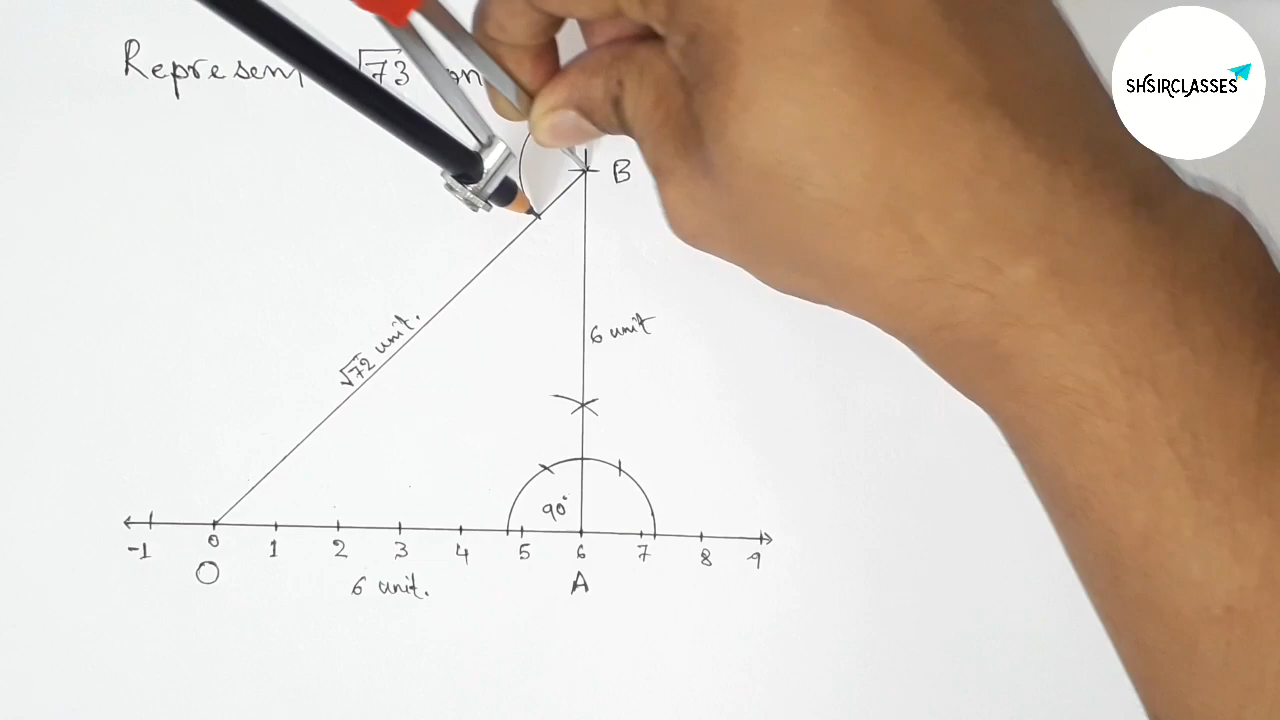 Represen √73 on
SHSIRCLASSES
B
√72 unit.
6 unit
90°
-1 0 1 2 3 4 5 6 7 8 9
O 6 unit. A